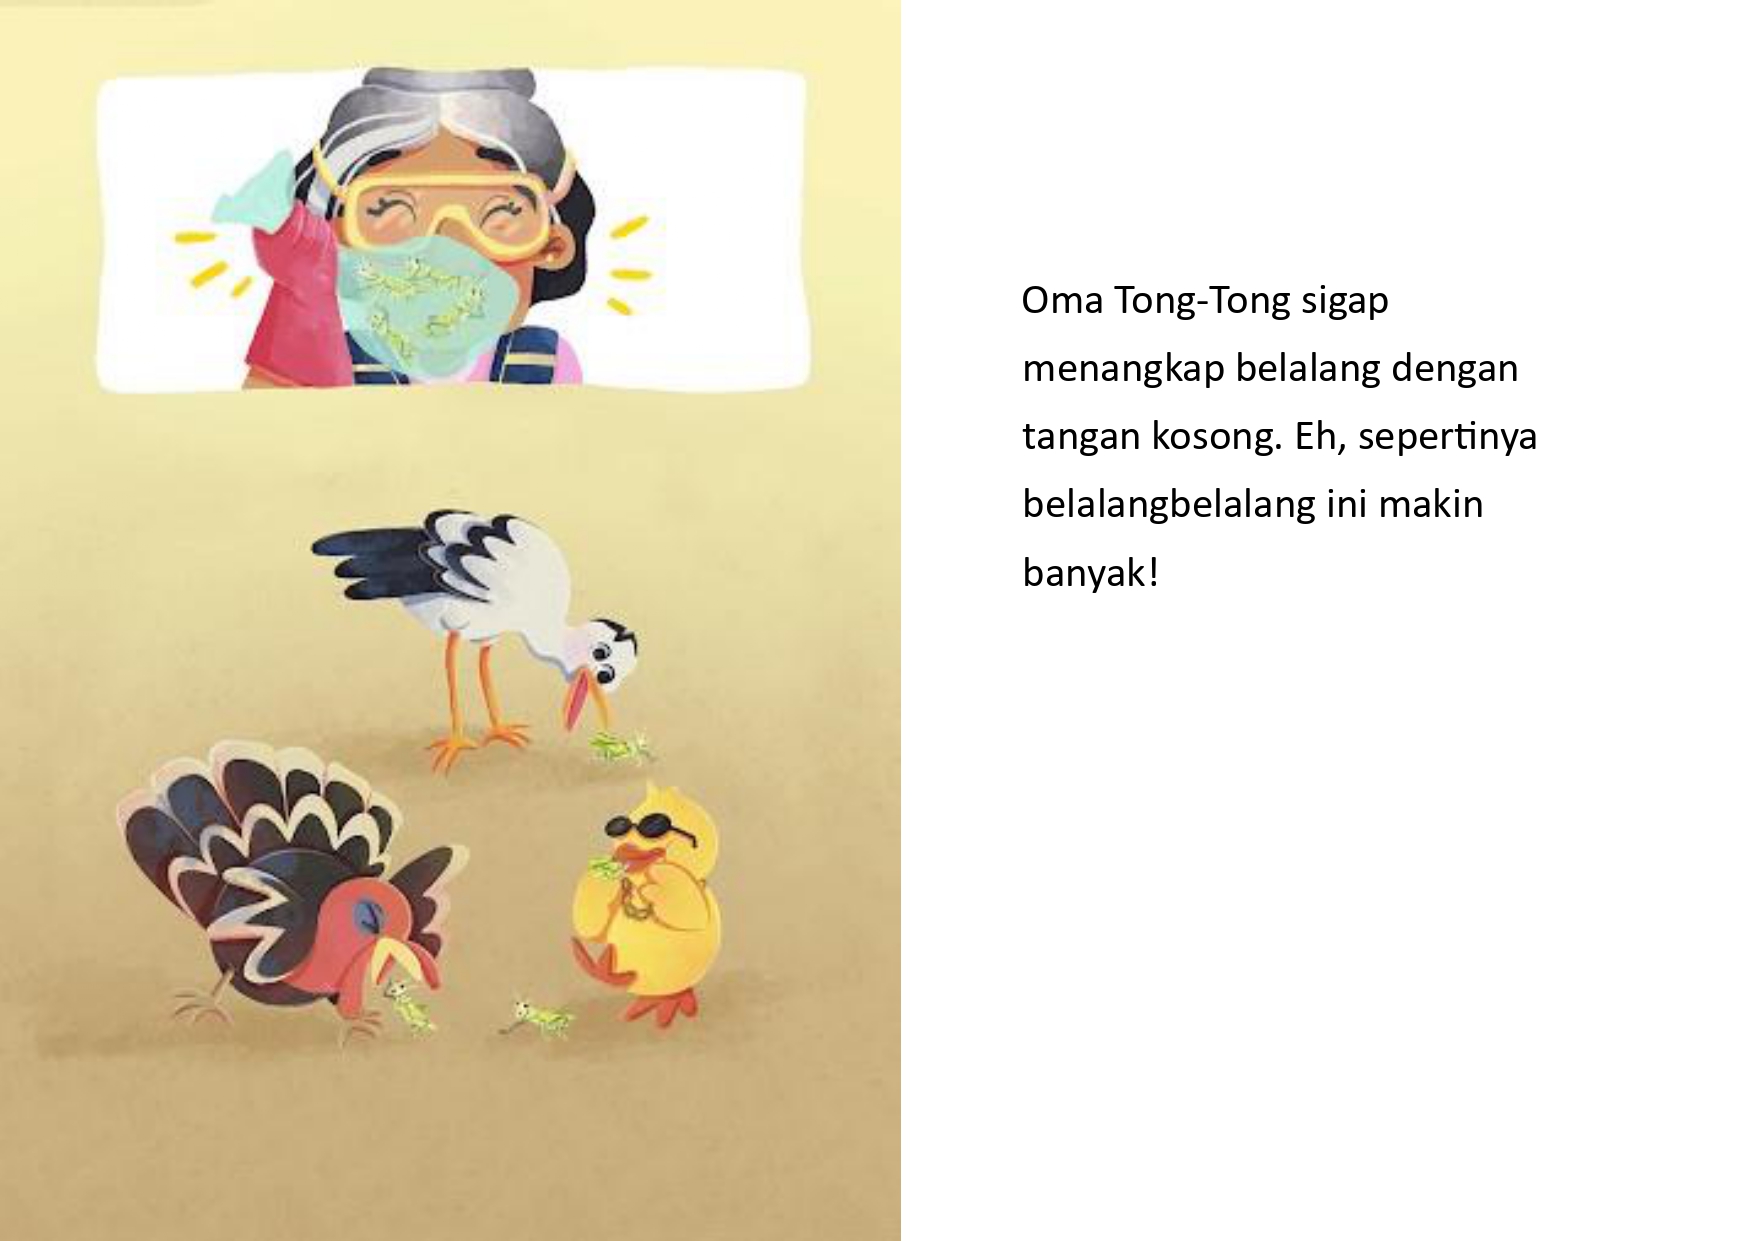 Oma Tong-Tong sigap
menangkap belalang dengan
tangan kosong. Eh, sepertinya
belalangbelalang ini makin
banyak!